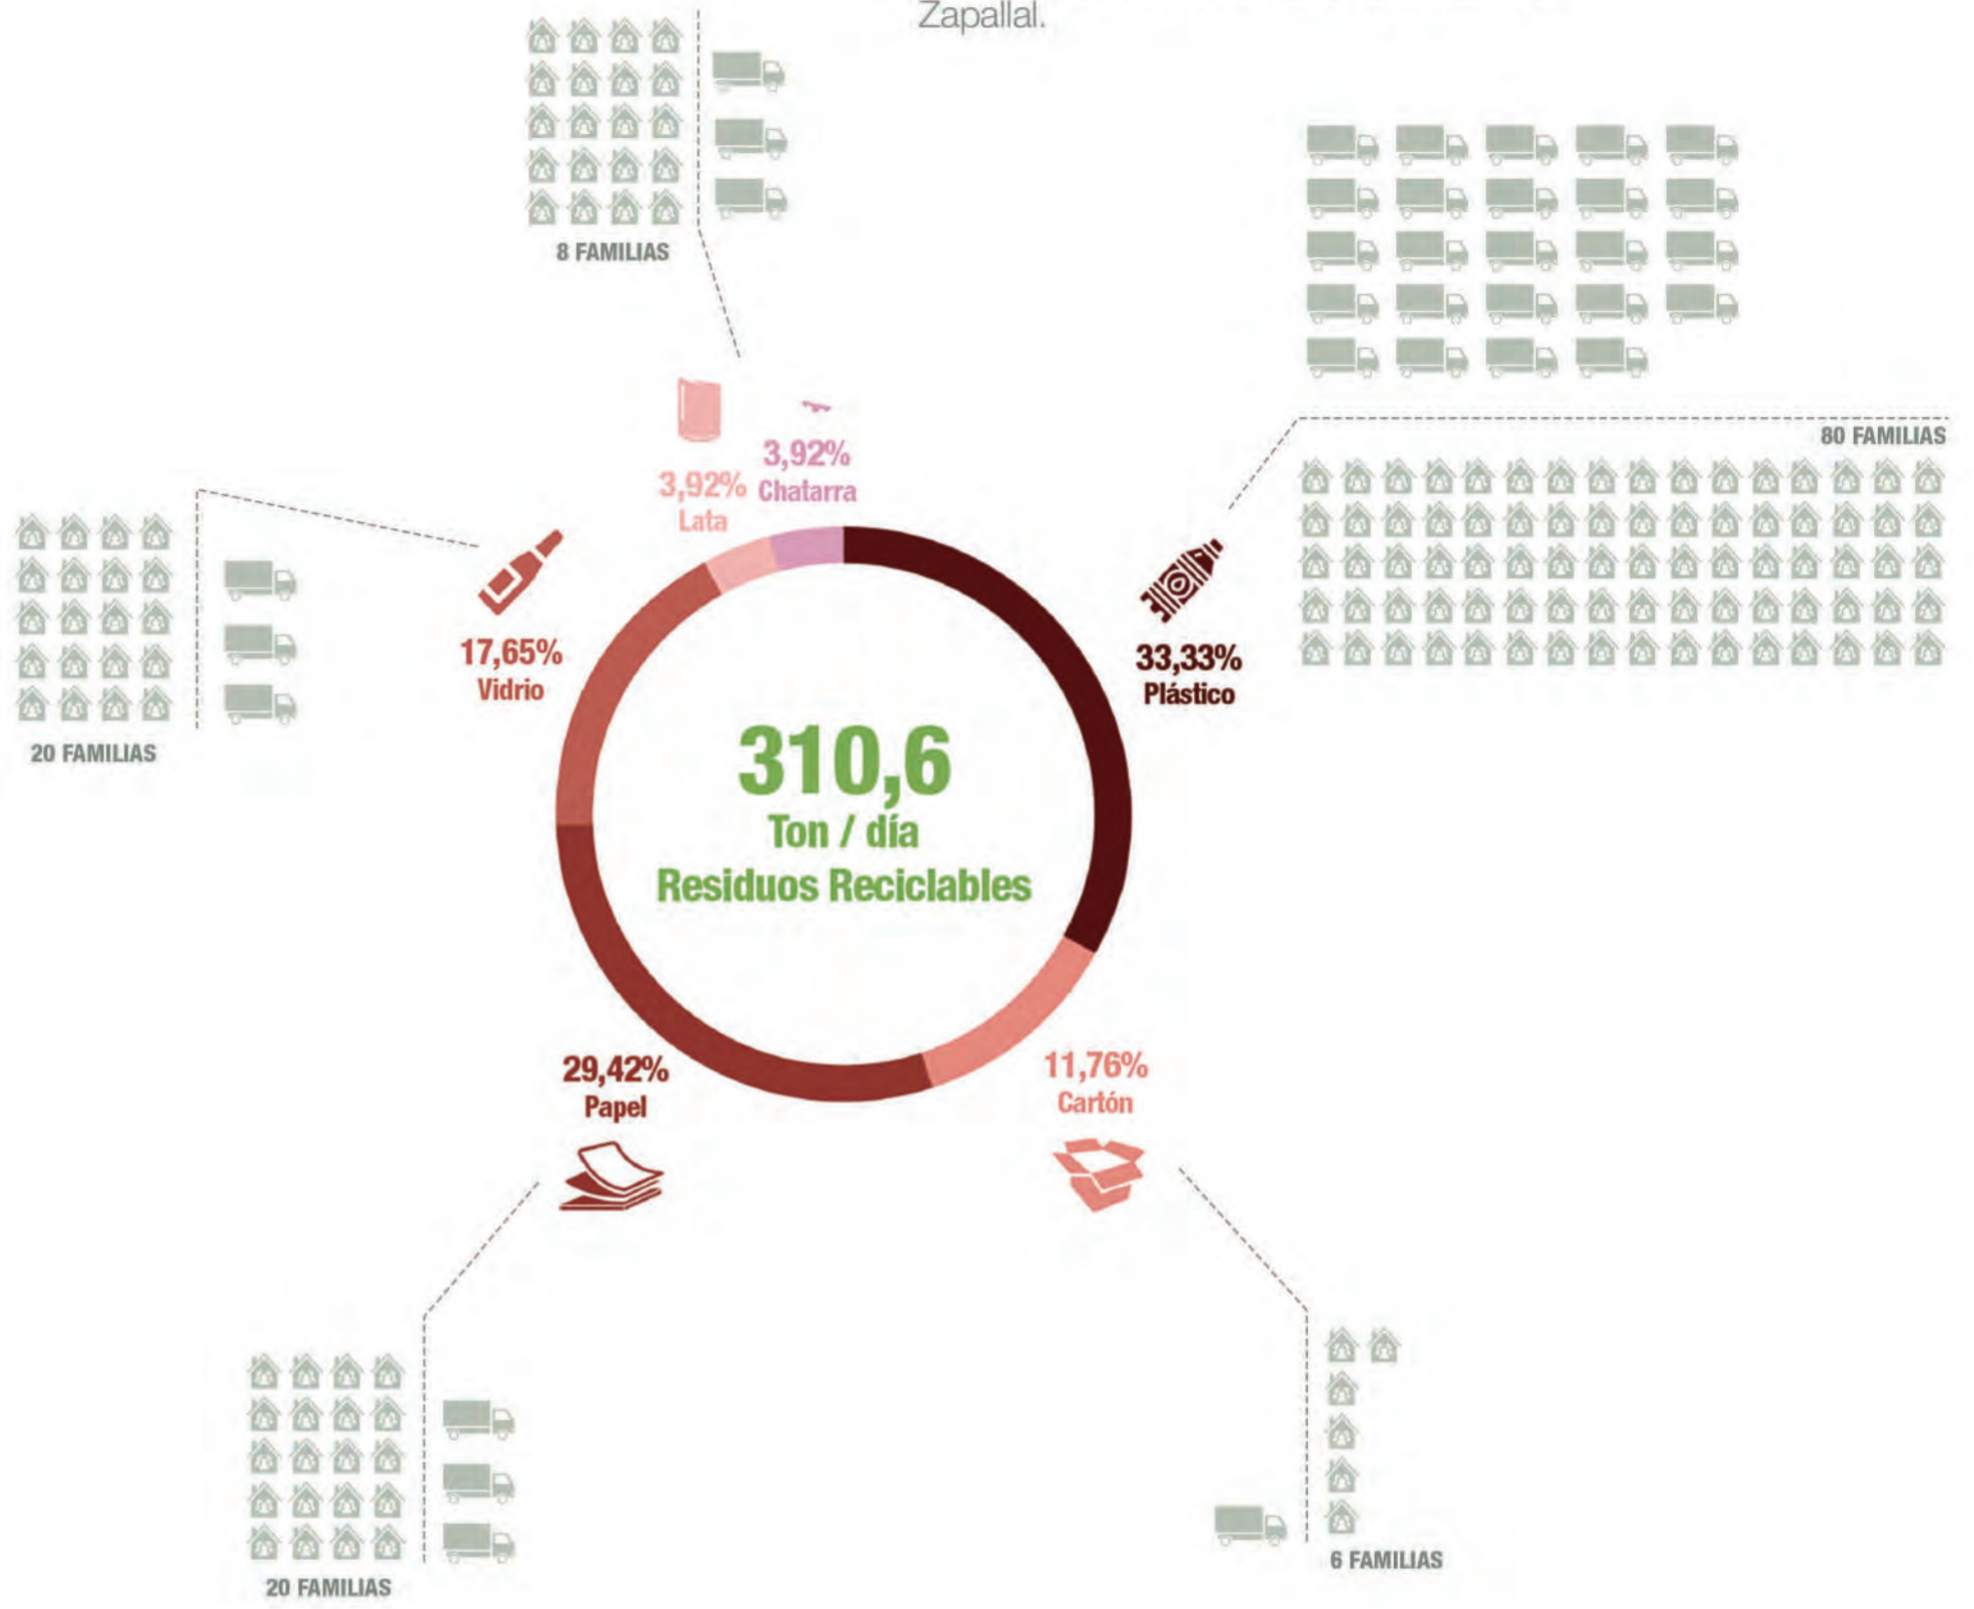 Zapallal.
8 FAMILIAS
80 FAMILIAS
3,92%
Chatarra
3,92%
Lata
17,65%
Vidrio
33,33%
Plástico
20 FAMILIAS
310,6
Ton / día
Residuos Reciclables
29,42%
Papel
11,76%
Cartón
20 FAMILIAS
6 FAMILIAS